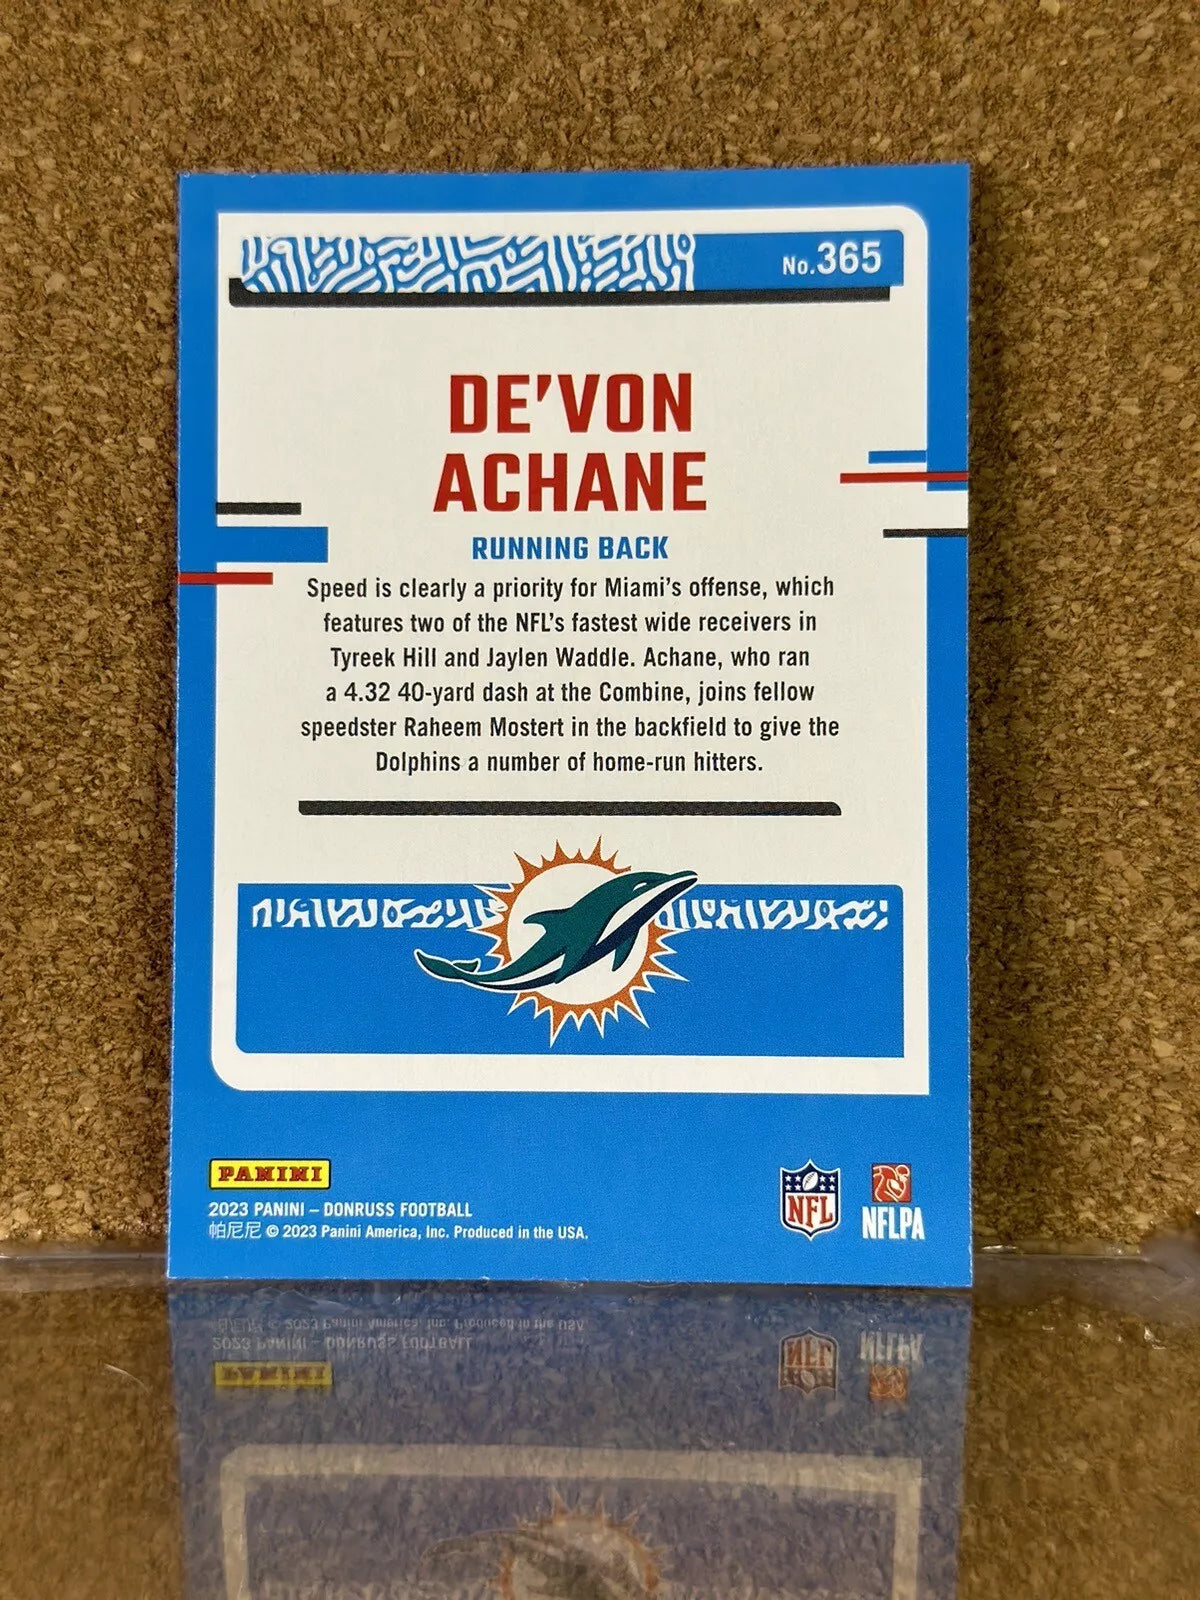 No.365
DE'VON
ACHANE
RUNNING BACK
Speed is clearly a priority for Miami's offense, which
features two of the NFL's fastest wide receivers in
Tyreek Hill and Jaylen Waddle. Achane, who ran
a 4.32 40-yard dash at the Combine, joins fellow
speedster Raheem Mostert in the backfield to give the
Dolphins a number of home-run hitters.
PANINI
2023 PANINI – DONRUSS FOOTBALL
帕尼尼 © 2023 Panini America, Inc. Produced in the USA.
NFL
NFLPA